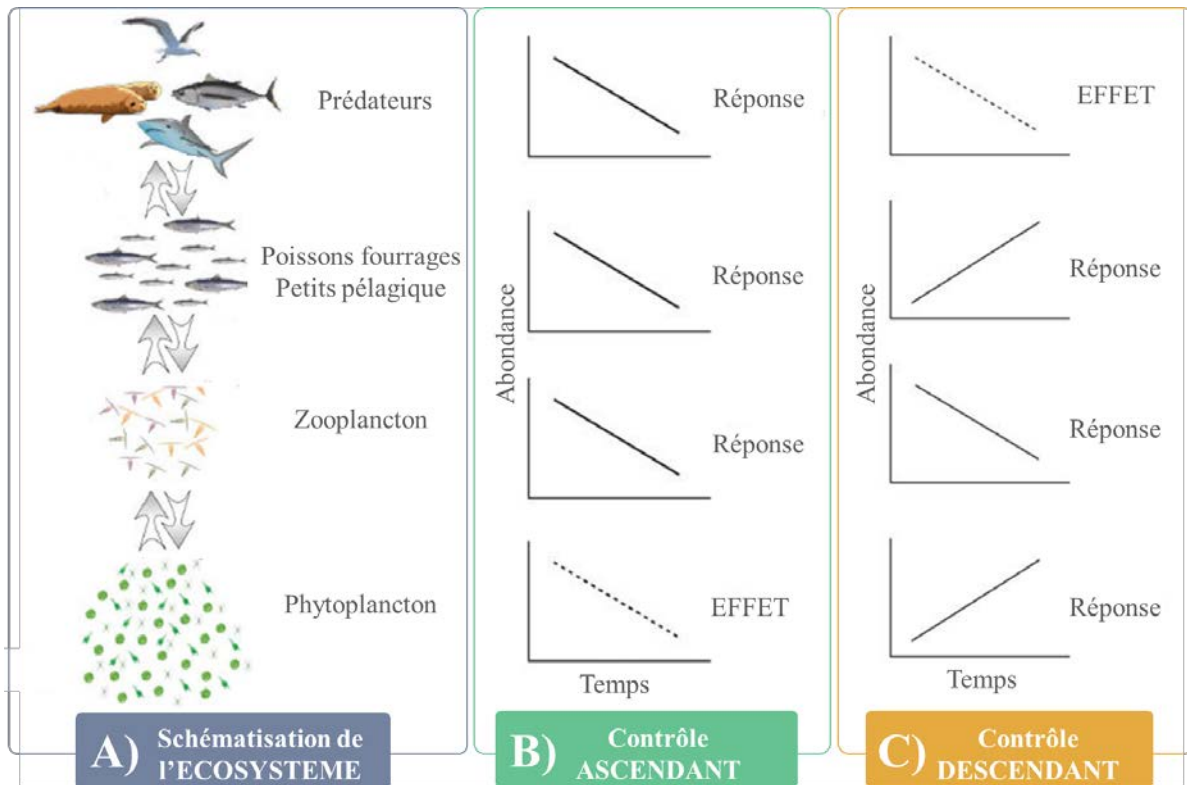 Prédateurs
Poissons fourrages
Petits pélagique
Zooplancton
Phytoplancton
A) Schématisation de
l'ECOSYSTEME
Réponse
Réponse
Réponse
EFFET
Abondance
Temps
B) Contrôle
ASCENDANT
EFFET
Réponse
Réponse
Réponse
Abondance
Temps
C) Contrôle
DESCENDANT